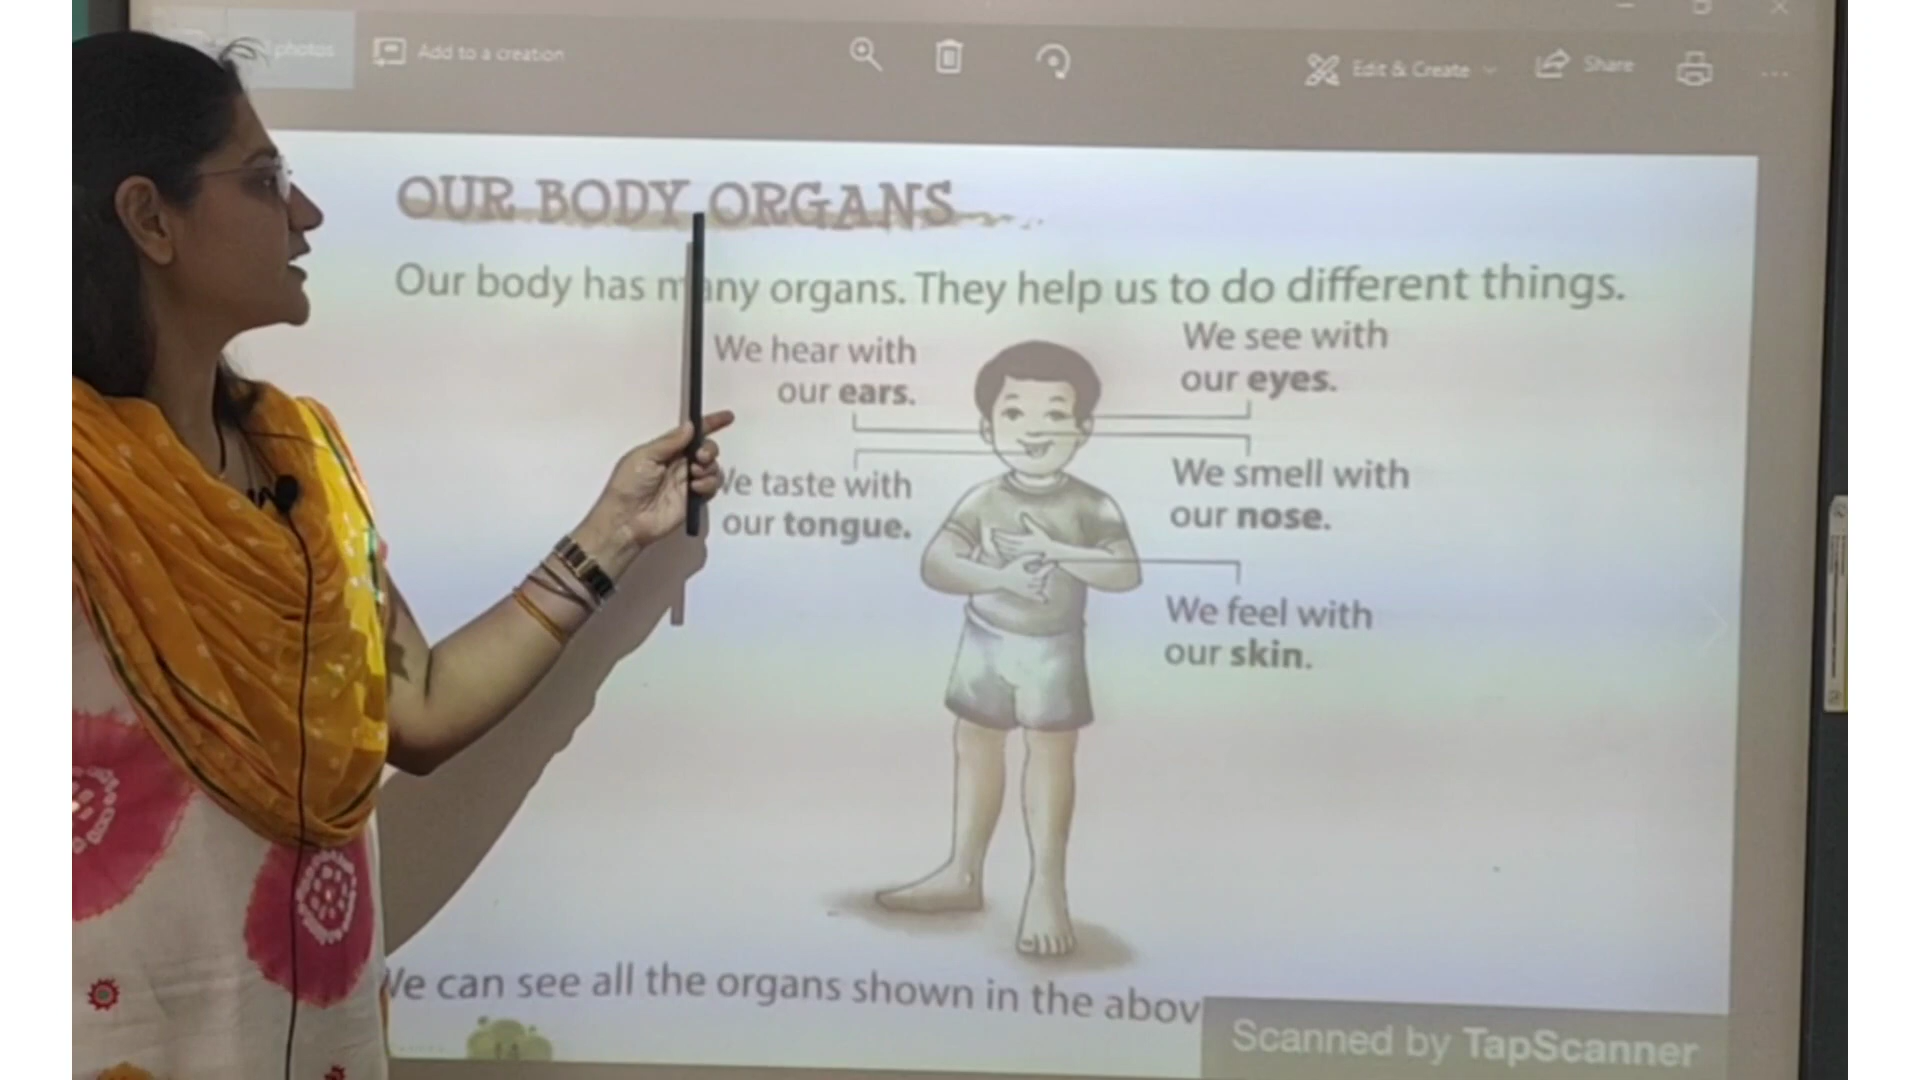 photos
Add to a creation
Edit & Create
Share
OUR BODY ORGANS
Our body has many organs. They help us to do different things.
We hear with
our ears.
We see with
our eyes.
We taste with
our tongue.
We smell with
our nose.
We feel with
our skin.
We can see all the organs shown in the abov
Scanned by TapScanner